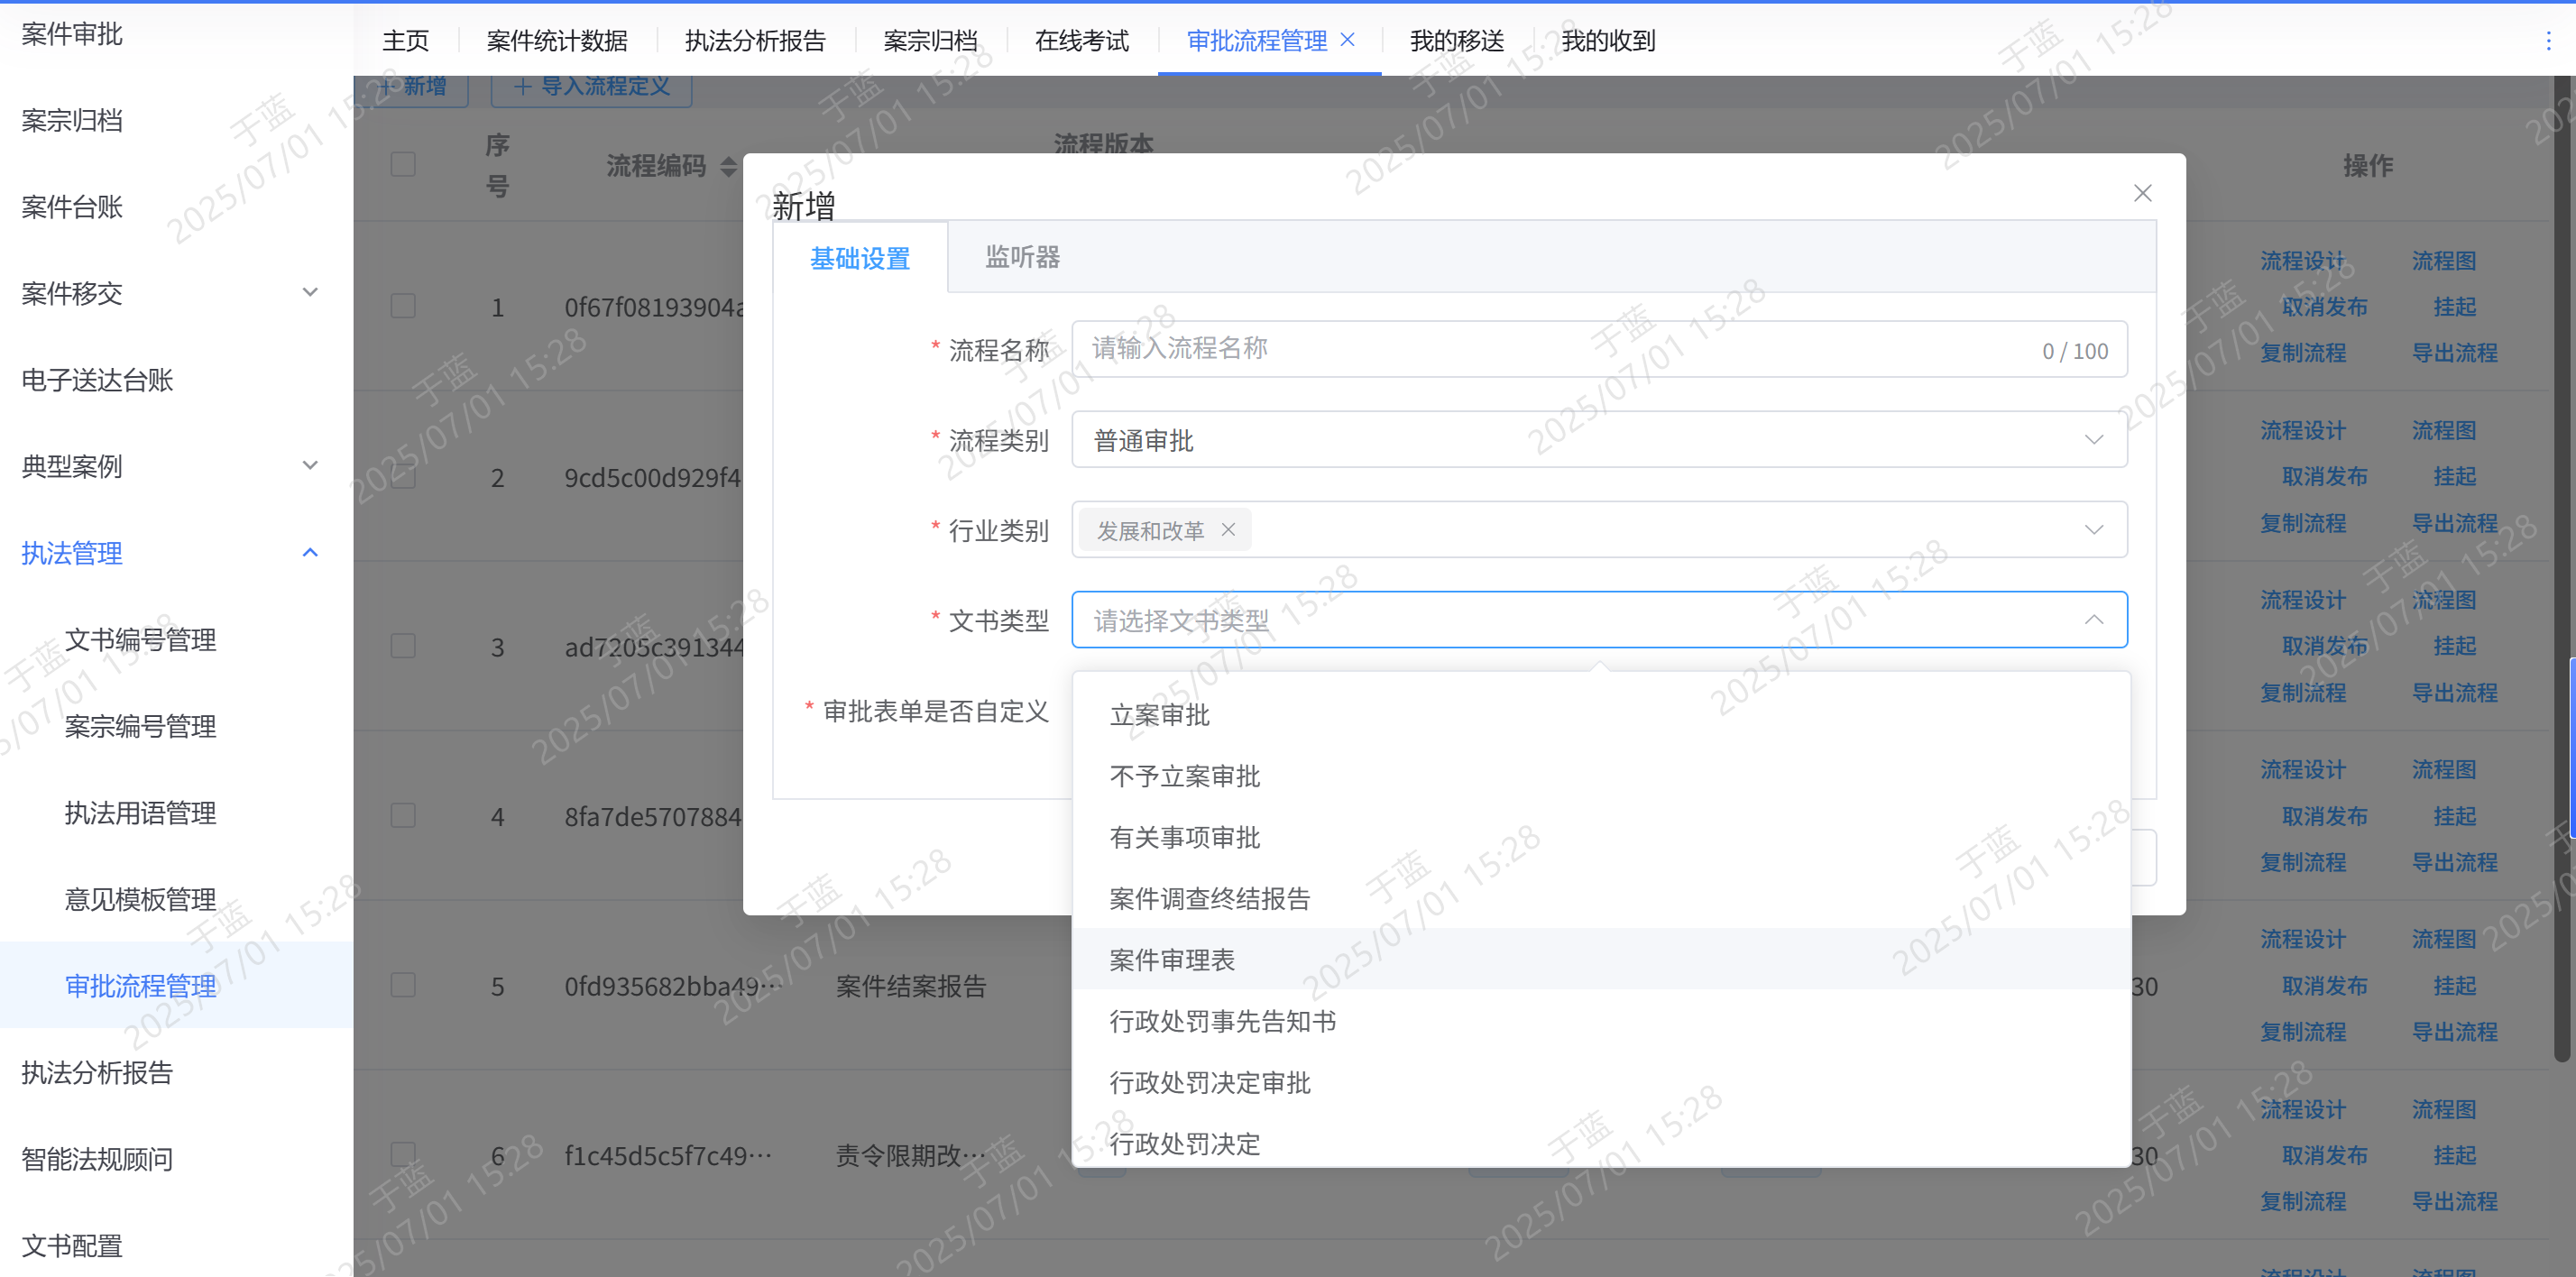 案件审批
案宗归档
案件台账
案件移交
电子送达台账
典型案例
执法管理
文书编号管理
案宗编号管理
执法用语管理
意见模板管理
审批流程管理
执法分析报告
智能法规顾问
文书配置
主页
案件统计数据
执法分析报告
案宗归档
在线考试
审批流程管理
我的移送
我的收到
+ 新增
+ 导入流程定义
序号
流程编码
流程版本
操作
1 0f67f08193904a
流程设计 流程图
取消发布 挂起
复制流程 导出流程
2 9cd5c00d929f4
流程设计 流程图
取消发布 挂起
复制流程 导出流程
3 ad7205c391344
流程设计 流程图
取消发布 挂起
复制流程 导出流程
4 8fa7de5707884
流程设计 流程图
取消发布 挂起
复制流程 导出流程
5 0fd935682bba49… 案件结案报告 30
流程设计 流程图
取消发布 挂起
复制流程 导出流程
6 f1c45d5c5f7c49… 责令限期改… 30
流程设计 流程图
取消发布 挂起
复制流程 导出流程
流程设计 流程图
新增
基础设置
监听器
* 流程名称 请输入流程名称 0 / 100
* 流程类别 普通审批
* 行业类别 发展和改革
* 文书类型 请选择文书类型
* 审批表单是否自定义
立案审批
不予立案审批
有关事项审批
案件调查终结报告
案件审理表
行政处罚事先告知书
行政处罚决定审批
行政处罚决定
于蓝
2025/07/01 15:28